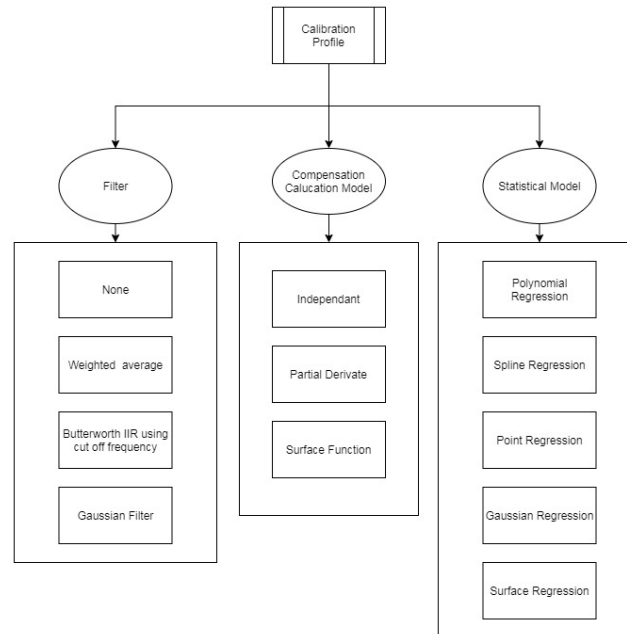 Calibration
Profile
Filter
Compensation
Calucation Model
Statistical Model
None
Weighted average
Butterworth IIR using
cut off frequency
Gaussian Filter
Independant
Partial Derivate
Surface Function
Polynomial
Regression
Spline Regression
Point Regression
Gaussian Regression
Surface Regression